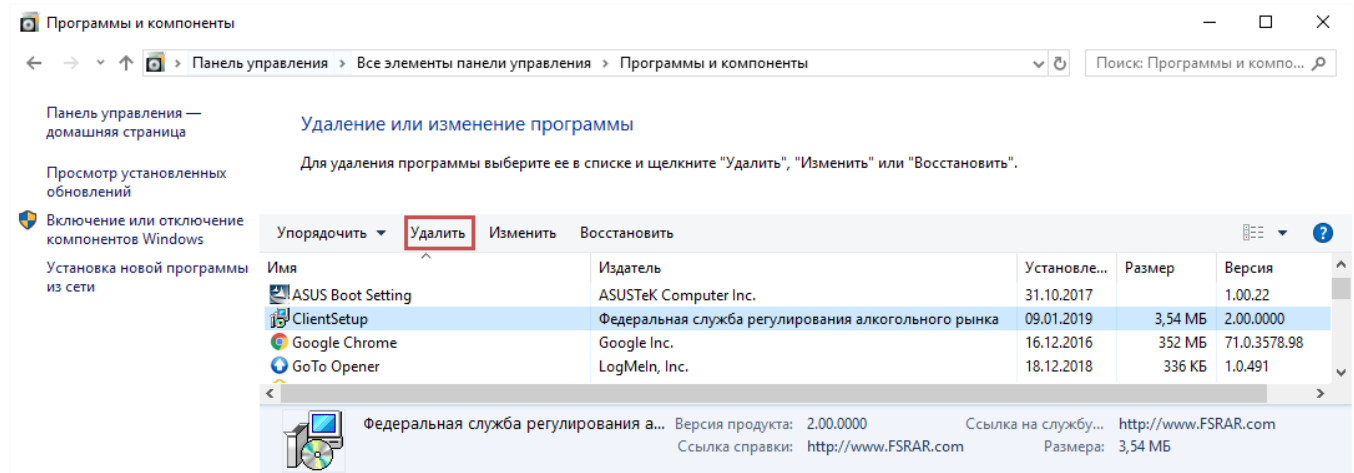 Программы и компоненты
Панель управления > Все элементы панели управления > Программы и компоненты
Поиск: Программы и компо...
Панель управления —
домашняя страница
Просмотр установленных
обновлений
Включение или отключение
компонентов Windows
Установка новой программы
из сети
Удаление или изменение программы
Для удаления программы выберите ее в списке и щелкните "Удалить", "Изменить" или "Восстановить".
Упорядочить Удалить Изменить Восстановить
Имя Издатель Установле... Размер Версия
ASUS Boot Setting ASUSTeK Computer Inc. 31.10.2017 1.00.22
ClientSetup Федеральная служба регулирования алкогольного рынка 09.01.2019 3,54 МБ 2.00.0000
Google Chrome Google Inc. 16.12.2016 352 МБ 71.0.3578.98
GoTo Opener LogMeIn, Inc. 18.12.2018 336 КБ 1.0.491
Федеральная служба регулирования а... Версия продукта: 2.00.0000 Ссылка на службу... http://www.FSRAR.com
Ссылка справки: http://www.FSRAR.com Размера: 3,54 МБ